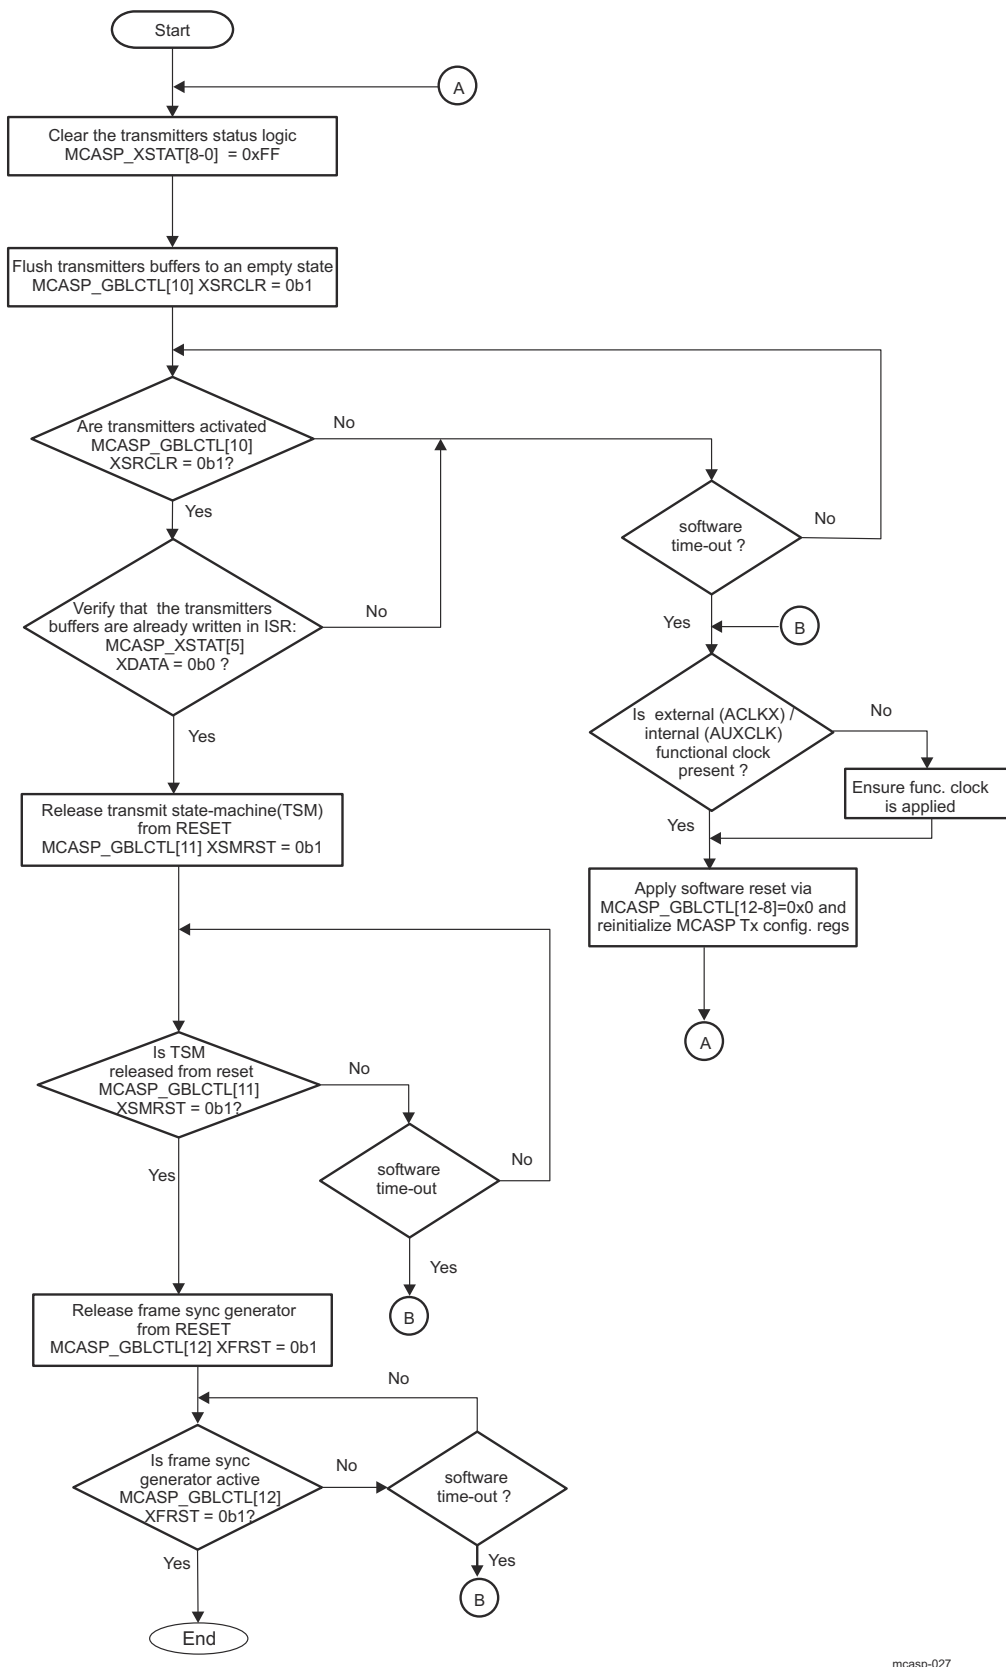 Start
A
Clear the transmitters status logic
MCASP_XSTAT[8-0] = 0xFF
Flush transmitters buffers to an empty state
MCASP_GBLCTL[10] XSRCLR = 0b1
Are transmitters activated
MCASP_GBLCTL[10]
XSRCLR = 0b1?
No
Yes
software
time-out ?
No
Yes
B
Verify that the transmitters
buffers are already written in ISR:
MCASP_XSTAT[5]
XDATA = 0b0 ?
No
Yes
Is external (ACLKX) /
internal (AUXCLK)
functional clock
present ?
No
Yes
Ensure func. clock
is applied
Release transmit state-machine(TSM)
from RESET
MCASP_GBLCTL[11] XSMRST = 0b1
Apply software reset via
MCASP_GBLCTL[12-8]=0x0 and
reinitialize MCASP Tx config. regs
A
Is TSM
released from reset
MCASP_GBLCTL[11]
XSMRST = 0b1?
No
Yes
software
time-out
No
Yes
B
Release frame sync generator
from RESET
MCASP_GBLCTL[12] XFRST = 0b1
No
Is frame sync
generator active
MCASP_GBLCTL[12]
XFRST = 0b1?
No
Yes
software
time-out ?
Yes
B
End
mcasp-027